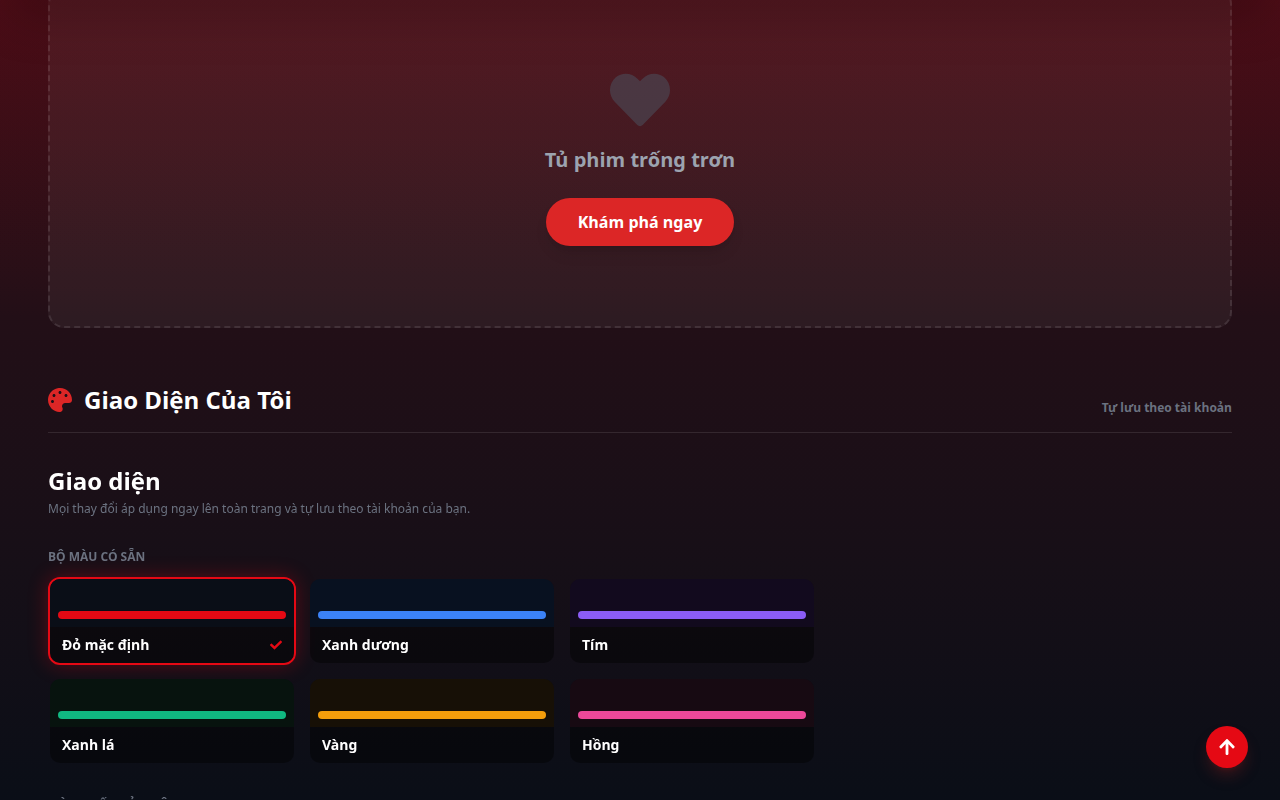 Tủ phim trống trơn
Khám phá ngay
Giao Diện Của Tôi
Tự lưu theo tài khoản
Giao diện
Mọi thay đổi áp dụng ngay lên toàn trang và tự lưu theo tài khoản của bạn.
BỘ MÀU CÓ SẴN
Đỏ mặc định
Xanh dương
Tím
Xanh lá
Vàng
Hồng